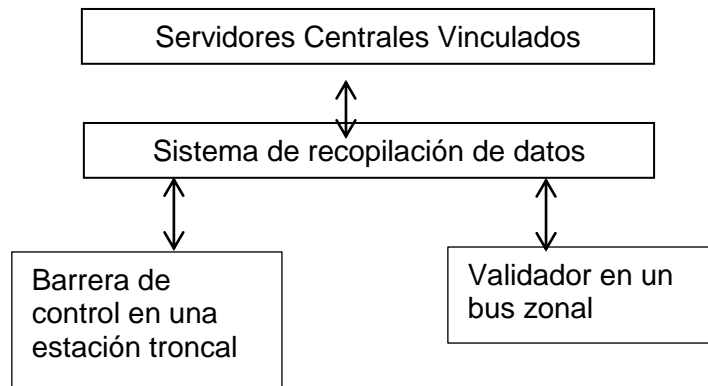 Servidores Centrales Vinculados
Sistema de recopilación de datos
Barrera de
control en una
estación troncal
Validador en un
bus zonal